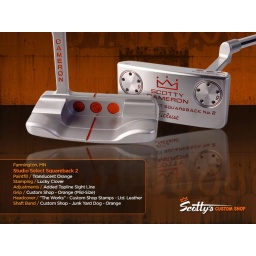 CAMERON
SCOTTY
CAMERON
SQUAREBACK No.2
Titleist
Farmington, MN
Studio Select Squareback 2
Paintfill / Translucent Orange
Stamping / Lucky Clover
Adjustments / Added Topline Sight Line
Grip / Custom Shop - Orange (Mid-Size)
Headcover / "The Works" - Custom Shop Stamps - Ltd. Leather
Shaft Band / Custom Shop - Junk Yard Dog - Orange
Scotty's CUSTOM SHOP